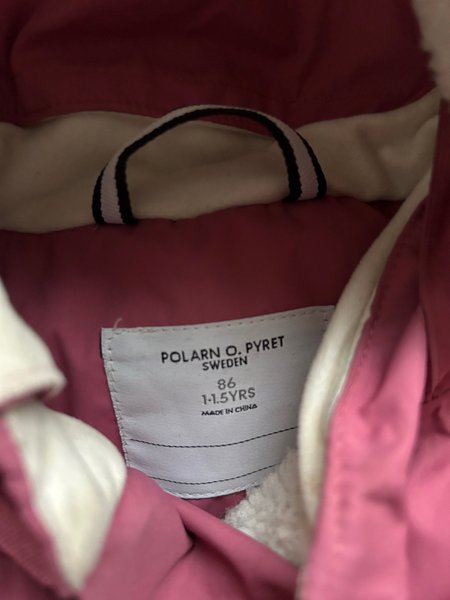 POLARN O. PYRET
SWEDEN
86
1-1.5YRS
MADE IN CHINA